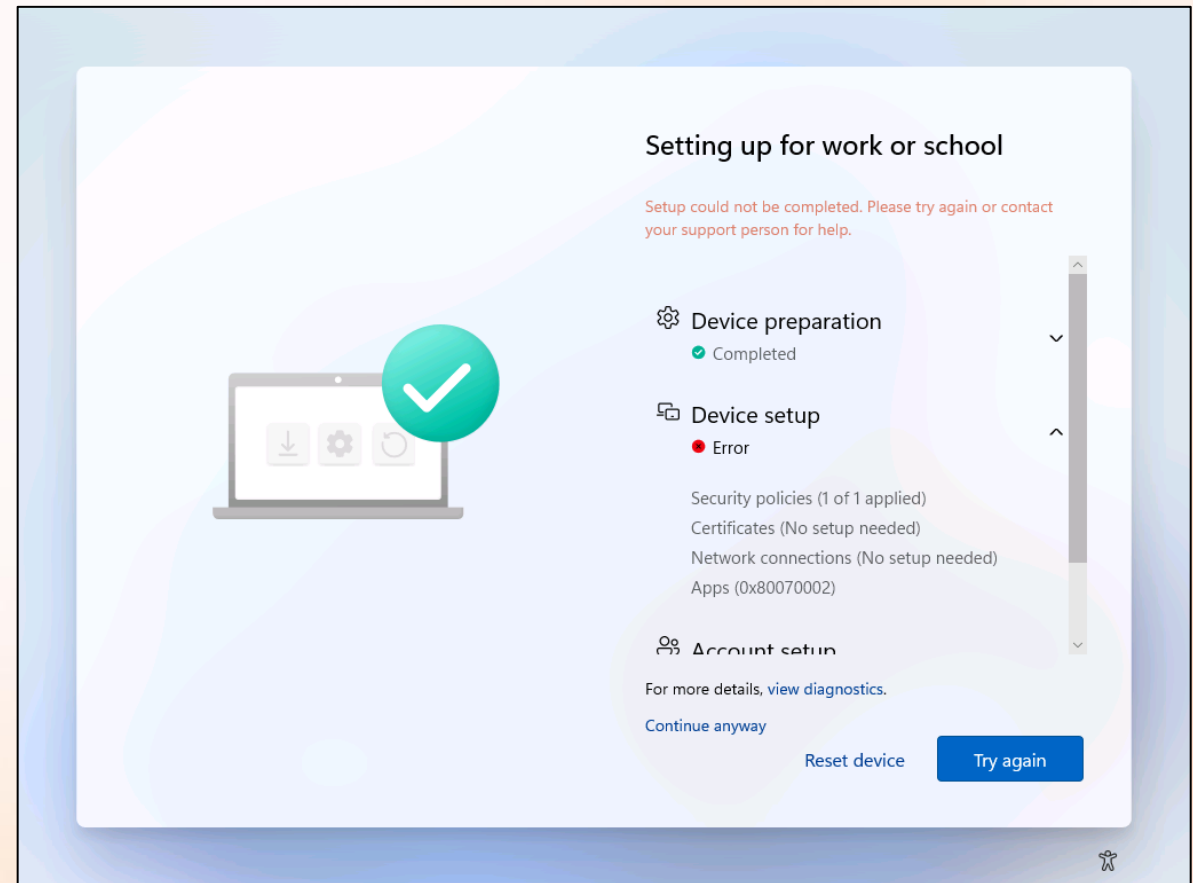 Setting up for work or school
Setup could not be completed. Please try again or contact
your support person for help.
Device preparation
Completed
Device setup
Error
Security policies (1 of 1 applied)
Certificates (No setup needed)
Network connections (No setup needed)
Apps (0x80070002)
Account setup
For more details, view diagnostics.
Continue anyway
Reset device
Try again